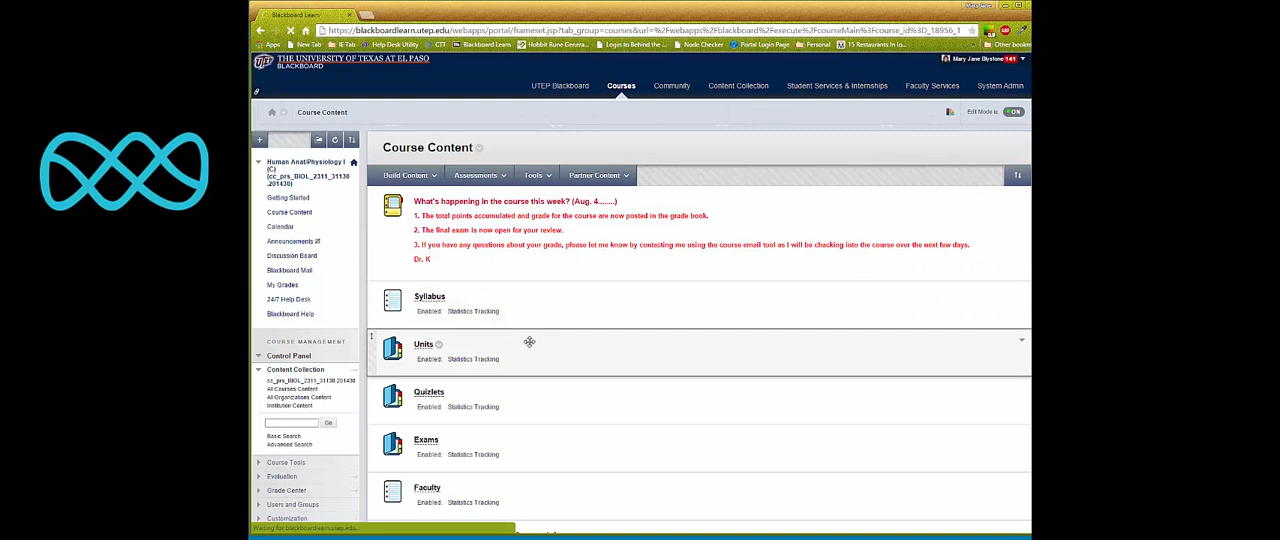 Mary Jane
Blackboard Learn
https://blackboardlearn.utep.edu/webapps/portal/frameset.jsp?tab_group=courses&url=%2Fwebapps%2Fblackboard%2Fexecute%2FcourseMain%3Fcourse_id%3D_18956_1
Apps New Tab IE-Tab Help Desk Utility CTT Blackboard Learn Hobbit Rune Genera... Login to Behind the ... Node Checker Portal Login Page Personal 15 Restaurants In lo Other bookm
UTEP THE UNIVERSITY OF TEXAS AT EL PASO
BLACKBOARD
Mary Jane Blystone 141
UTEP Blackboard Courses Community Content Collection Student Services & Internships Faculty Services System Admin
Course Content
Edit Mode is: ON
Course Content
Human Anat/Physiology I
(C)
(cc_prs_BIOL_2311_31130
.201430)
Build Content Assessments Tools Partner Content
Getting Started
Course Content
Calendar
Announcements
Discussion Board
Blackboard Mail
My Grades
24/7 Help Desk
Blackboard Help
What's happening in the course this week? (Aug. 4........)
1. The total points accumulated and grade for the course are now posted in the grade book.
2. The final exam is now open for your review.
3. If you have any questions about your grade, please let me know by contacting me using the course email tool as I will be chacking into the course over the next few days.
Dr. K
Syllabus
Enabled: Statistics Tracking
Units
Enabled: Statistics Tracking
Quizlets
Enabled: Statistics Tracking
Exams
Enabled: Statistics Tracking
Faculty
Enabled: Statistics Tracking
COURSE MANAGEMENT
Control Panel
Content Collection
cc_prs_BIOL_2311_31130.201430
All Courses Content
All Organizations Content
Institution Content
Go
Basic Search
Advanced Search
Course Tools
Evaluation
Grade Center
Users and Groups
Customization
Waiting for blackboardlearn.utep.edu...